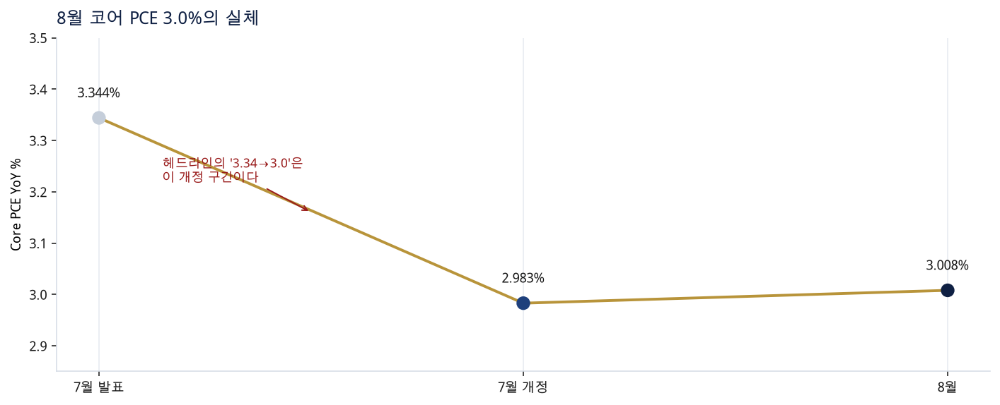 8월 코어 PCE 3.0%의 실체
Core PCE YoY %
3.5
3.4
3.3
3.2
3.1
3.0
2.9
3.344%
헤드라인의 '3.34→3.0'은
이 개정 구간이다
2.983%
3.008%
7월 발표
7월 개정
8월